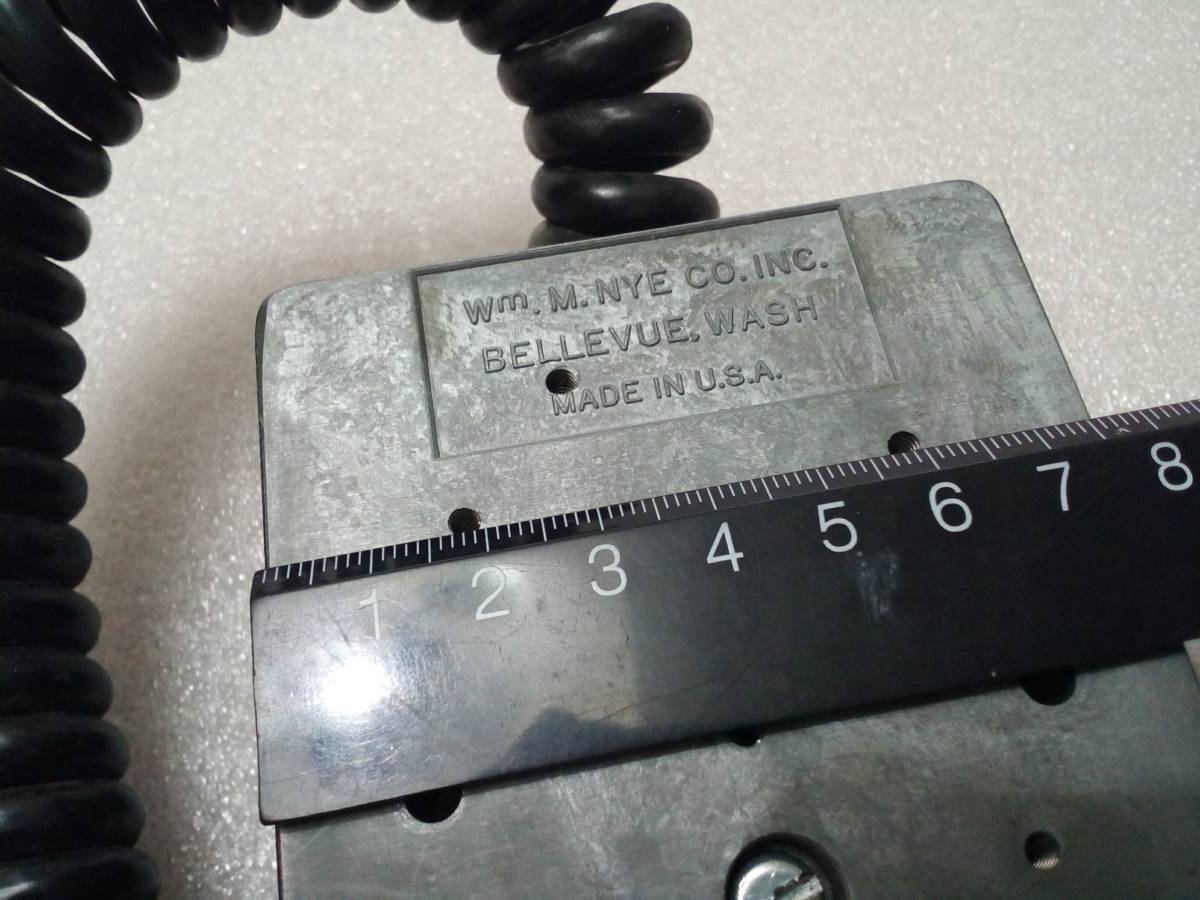 Wm. M. NYE CO. INC.
BELLEVUE. WASH
MADE IN U.S.A.
1 2 3 4 5 6 7 8